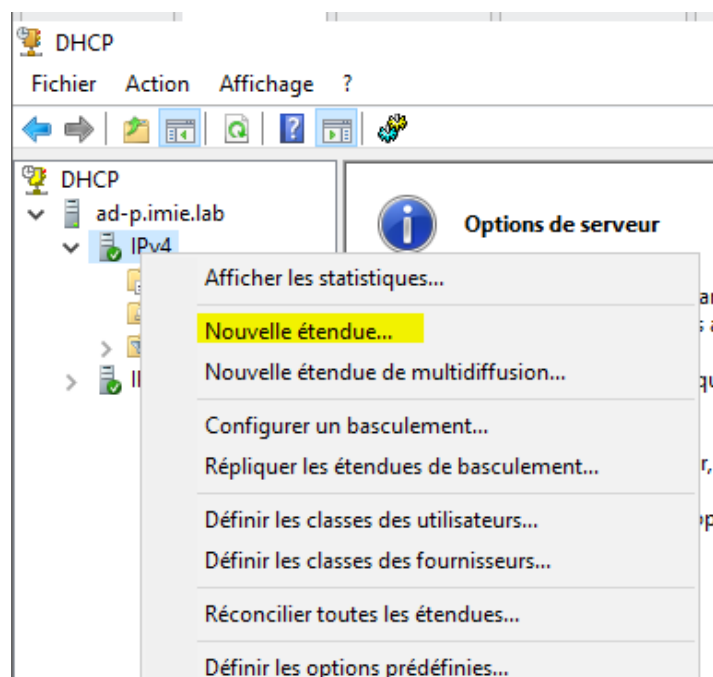 DHCP
Fichier Action Affichage ?
DHCP
ad-p.imie.lab
IPv4
Options de serveur
Afficher les statistiques...
Nouvelle étendue...
Nouvelle étendue de multidiffusion...
Configurer un basculement...
Répliquer les étendues de basculement...
Définir les classes des utilisateurs...
Définir les classes des fournisseurs...
Réconcilier toutes les étendues...
Définir les options prédéfinies...